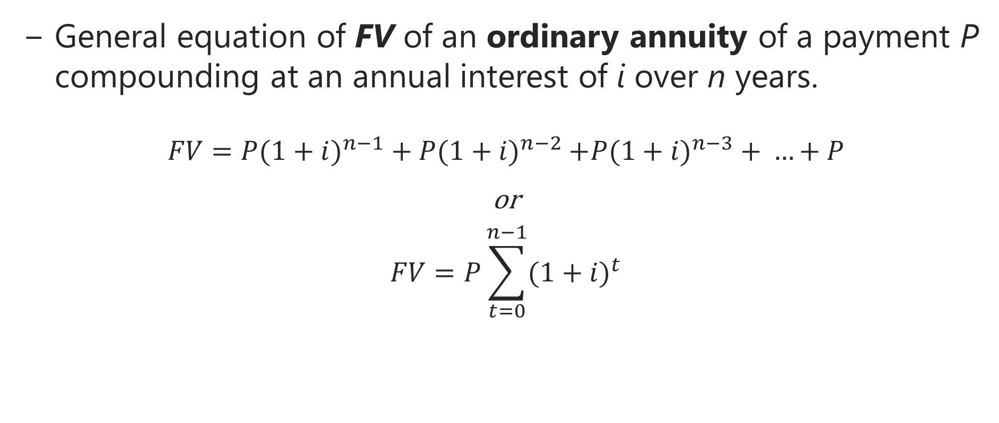 – General equation of FV of an ordinary annuity of a payment P
compounding at an annual interest of i over n years.
FV = P(1 + i)^{n−1} + P(1 + i)^{n−2} +P(1 + i)^{n−3} + … + P
or
FV = P \sum_{t=0}^{n−1} (1 + i)^t